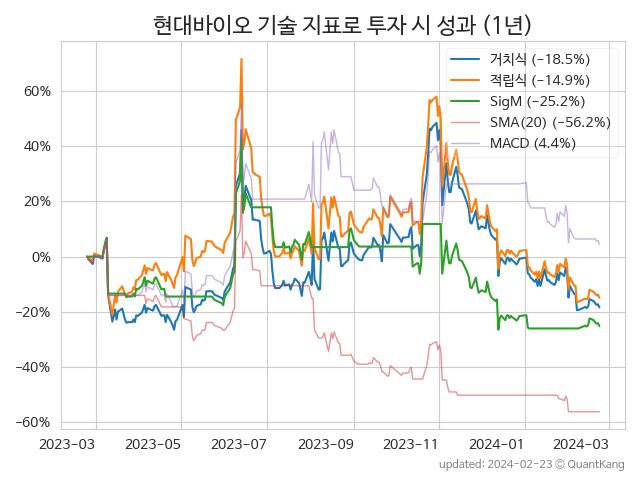 현대바이오 기술 지표로 투자 시 성과 (1년)
거치식 (−18.5%)
적립식 (−14.9%)
SigM (−25.2%)
SMA(20) (−56.2%)
MACD (4.4%)
60%
40%
20%
0%
−20%
−40%
−60%
2023-03 2023-05 2023-07 2023-09 2023-11 2024-01 2024-03
updated: 2024-02-23 © QuantKang